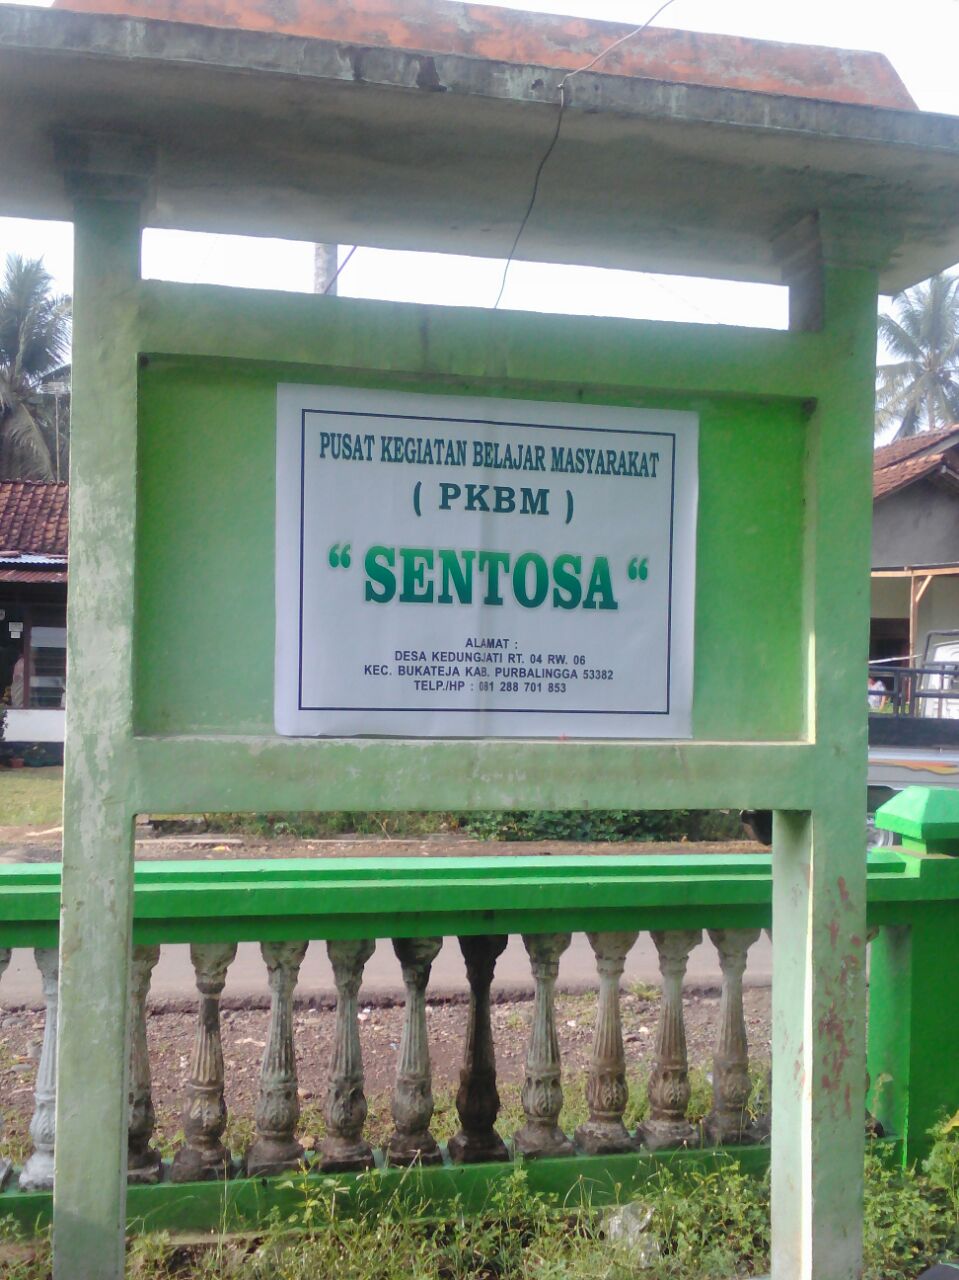 PUSAT KEGIATAN BELAJAR MASYARAKAT
( PKBM )
“ SENTOSA “
ALAMAT :
DESA KEDUNGJATI RT. 04 RW. 06
KEC. BUKATEJA KAB. PURBALINGGA 53382
TELP./HP : 081 288 701 853